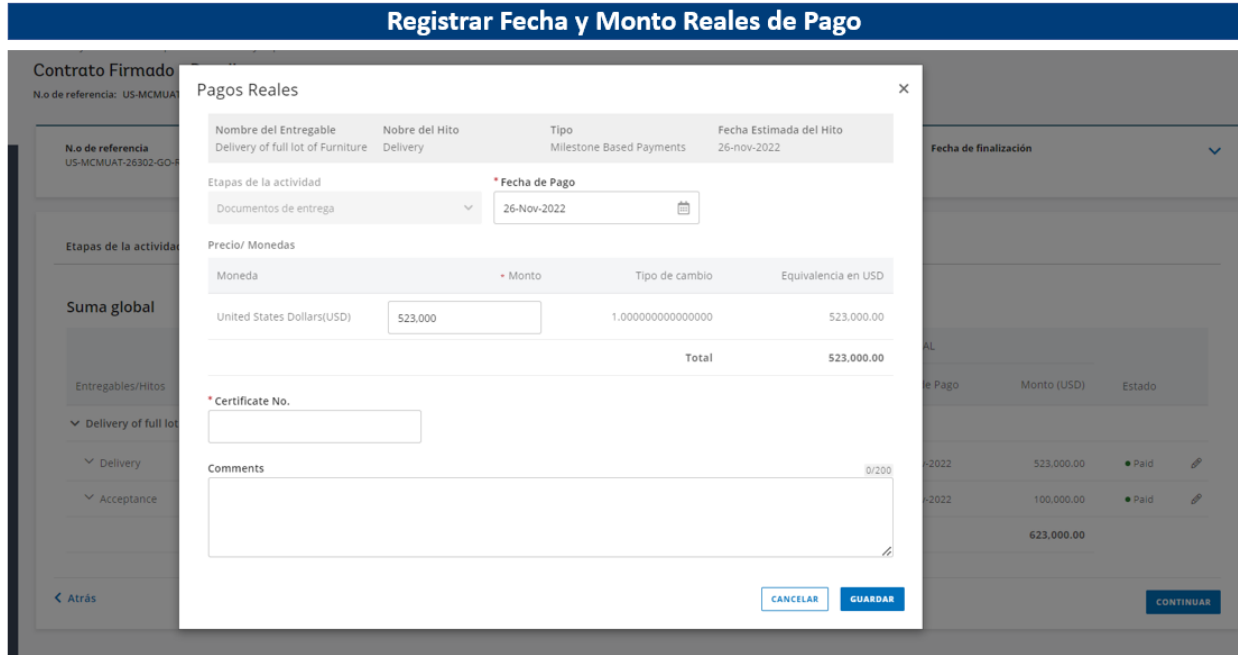 Registrar Fecha y Monto Reales de Pago
Contrato Firmado
N.o de referencia: US-MCMUAT
Pagos Reales ×
Nombre del Entregable Nobre del Hito Tipo Fecha Estimada del Hito
Delivery of full lot of Furniture Delivery Milestone Based Payments 26-nov-2022
N.o de referencia Fecha de finalización
US-MCMUAT-26302-GO-R
Etapas de la actividad * Fecha de Pago
Documentos de entrega 26-Nov-2022
Etapas de la actividad
Precio/ Monedas
Moneda * Monto Tipo de cambio Equivalencia en USD
Suma global
United States Dollars(USD) 523,000 1.000000000000000 523,000.00
AL
Total 523,000.00
Entregables/Hitos de Pago Monto (USD) Estado
* Certificate No.
Delivery of full lot
Delivery -2022 523,000.00 Paid
Comments 0/200
Acceptance -2022 100,000.00 Paid
623,000.00
Atrás
CANCELAR GUARDAR
CONTINUAR